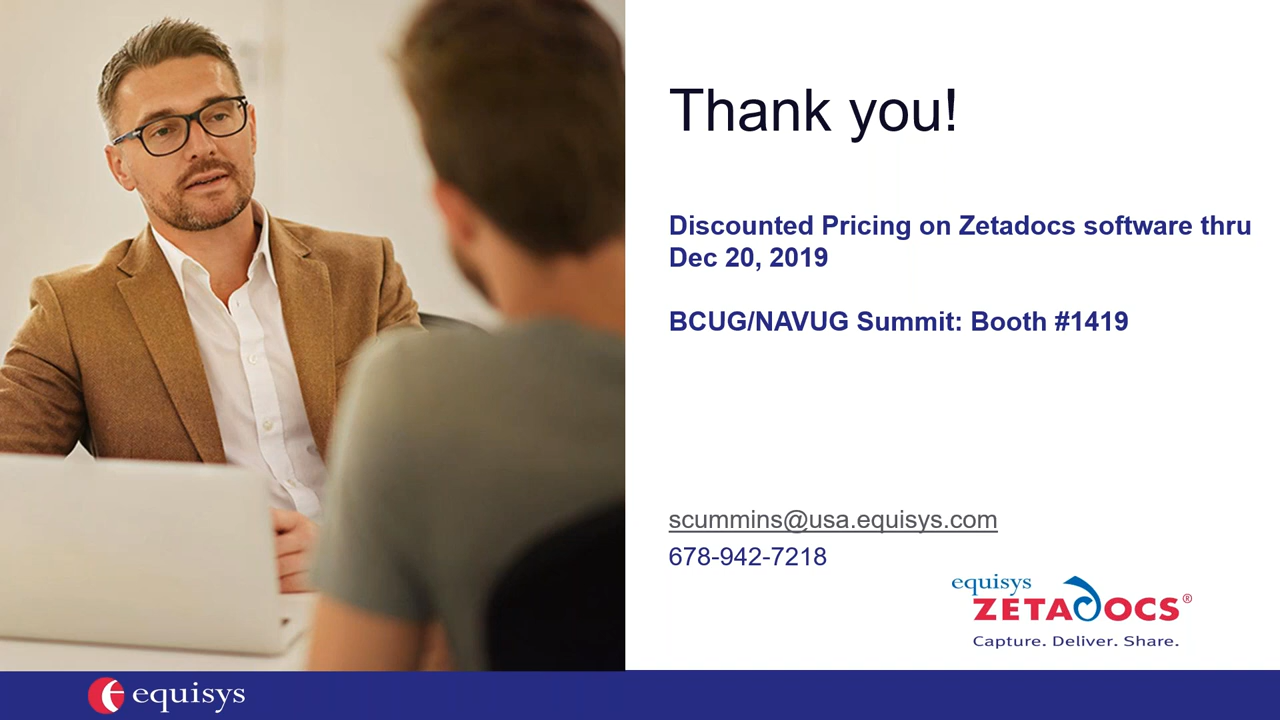 Thank you!
Discounted Pricing on Zetadocs software thru
Dec 20, 2019
BCUG/NAVUG Summit: Booth #1419
scummins@usa.equisys.com
678-942-7218
equisys
ZETADOCS®
Capture. Deliver. Share.
equisys